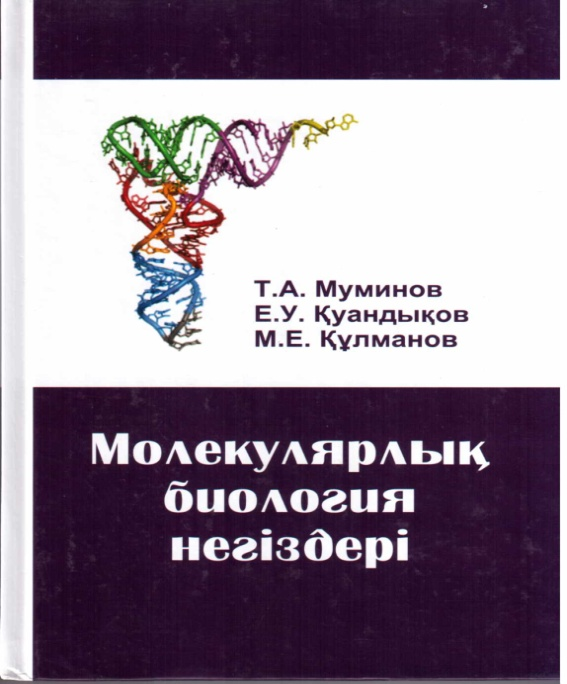 Т.А. Муминов
Е.У. Қуандықов
М.Е. Құлманов
Молекулярлық
биология
негіздері